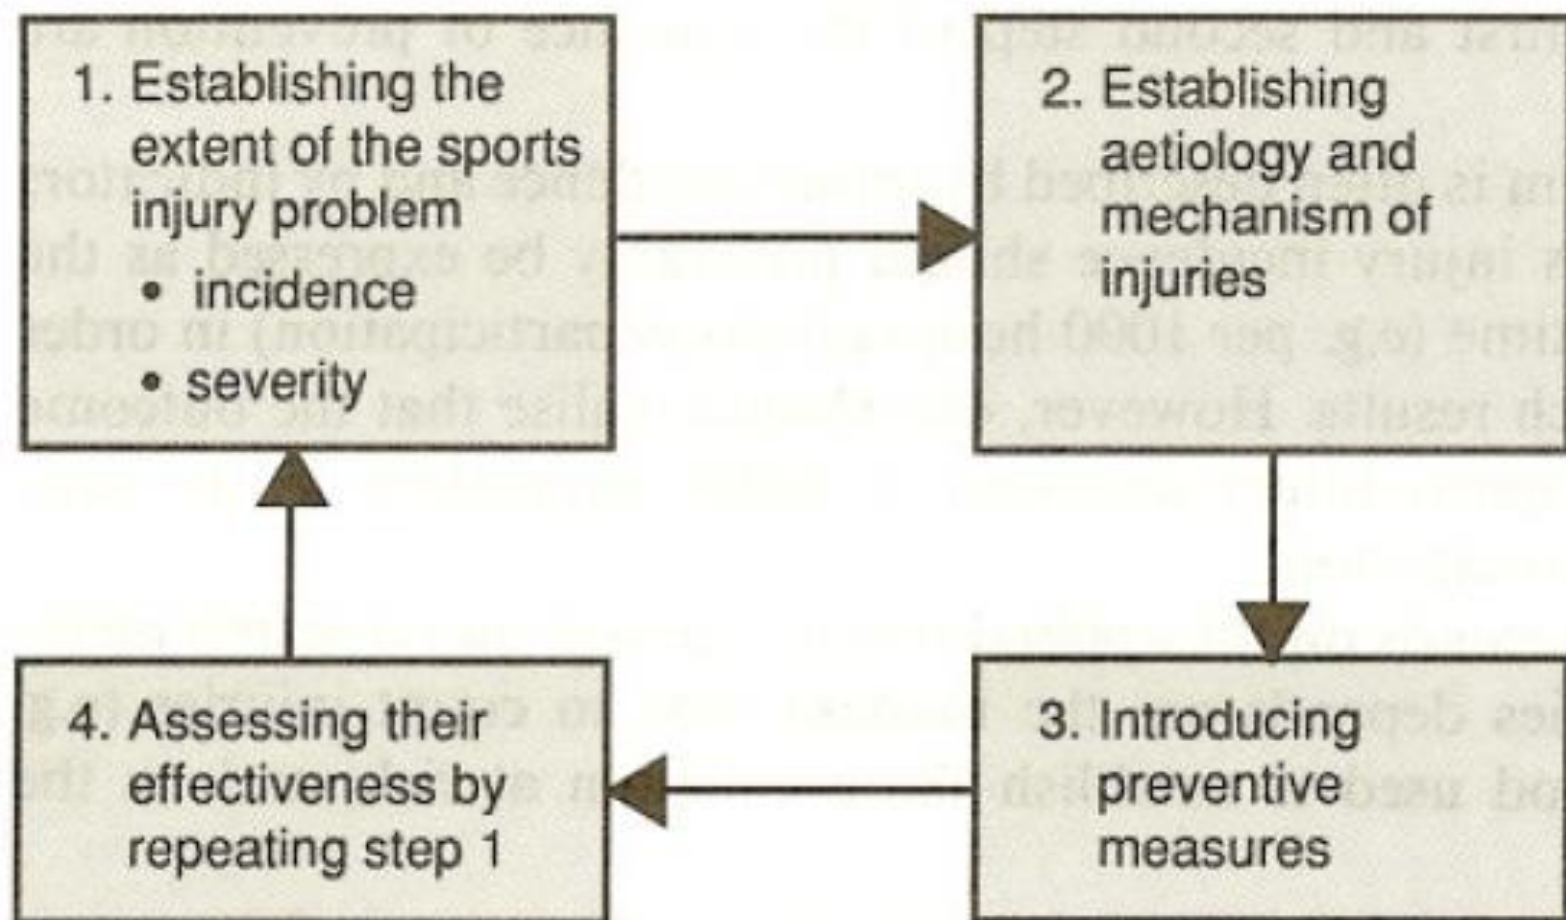 1. Establishing the
extent of the sports
injury problem
• incidence
• severity
2. Establishing
aetiology and
mechanism of
injuries
3. Introducing
preventive
measures
4. Assessing their
effectiveness by
repeating step 1